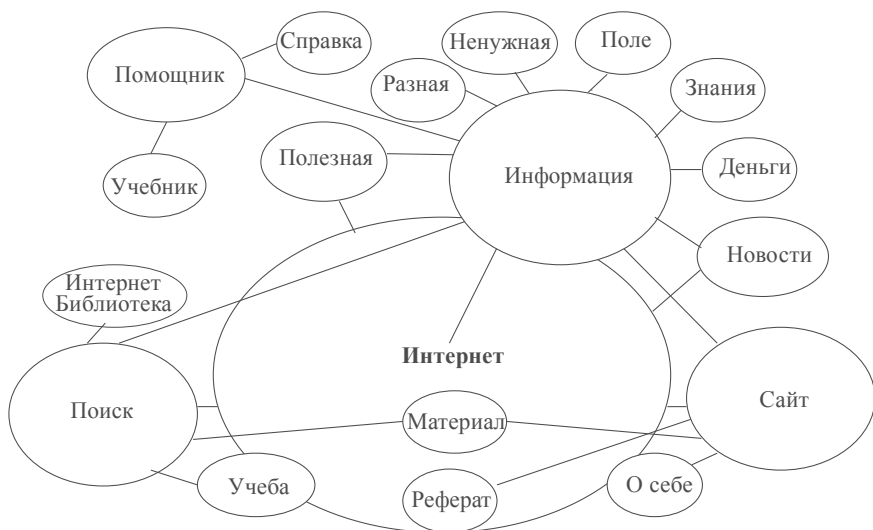 Справка
Ненужная
Поле
Помощник
Разная
Знания
Полезная
Информация
Деньги
Учебник
Новости
Интернет
Библиотека
Интернет
Поиск
Материал
Сайт
Учеба
Реферат
О себе